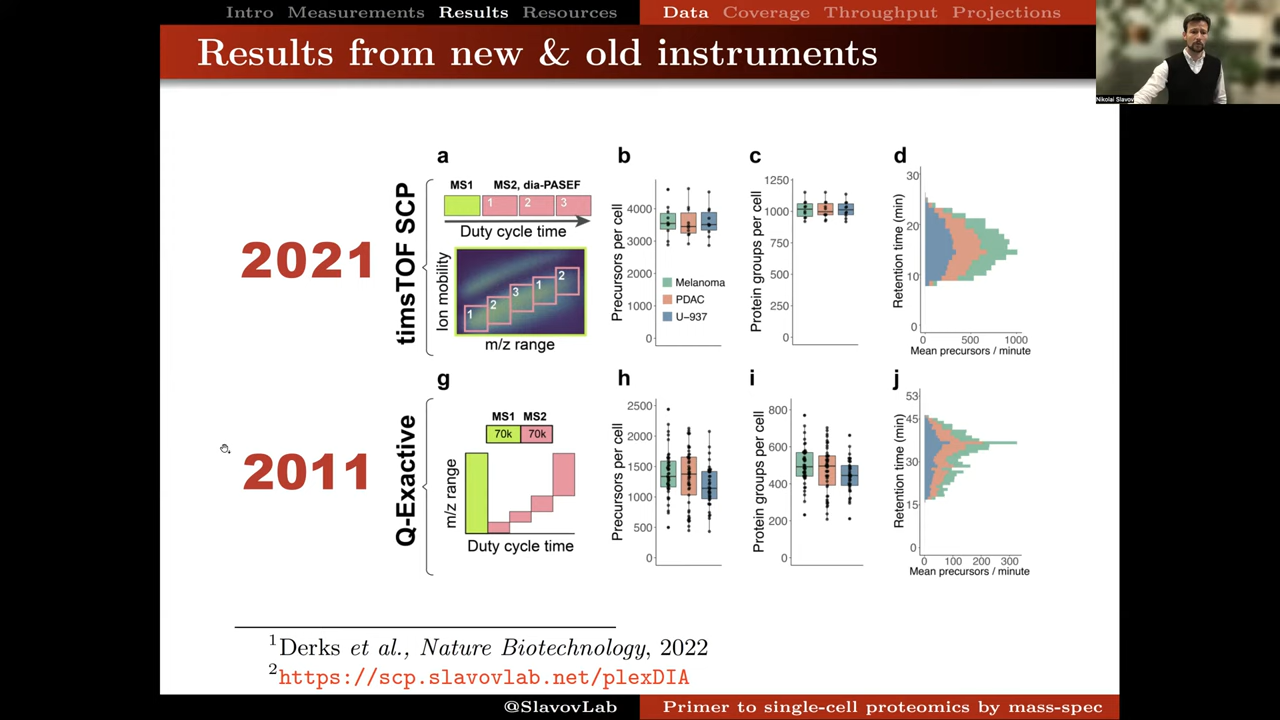 Intro Measurements Results Resources Data Coverage Throughput Projections
Results from new & old instruments
Nikolai Slavov
2021
timsTOF SCP
a
MS1 MS2, dia-PASEF
1 2 3
Duty cycle time
Ion mobility
1 2 3 1 2
m/z range
b
Precursors per cell
4000
3000
2000
1000
0
Melanoma
PDAC
U-937
c
Protein groups per cell
1250
1000
750
500
250
0
d
Retention time (min)
30
20
10
0
0 500 1000
Mean precursors / minute
2011
Q-Exactive
g
MS1 MS2
70k 70k
m/z range
Duty cycle time
h
Precursors per cell
2500
2000
1500
1000
500
0
i
Protein groups per cell
800
600
400
200
0
j
Retention time (min)
53
45
30
15
0
0 100 200 300
Mean precursors / minute
1Derks et al., Nature Biotechnology, 2022
2https://scp.slavovlab.net/plexDIA
@SlavovLab Primer to single-cell proteomics by mass-spec